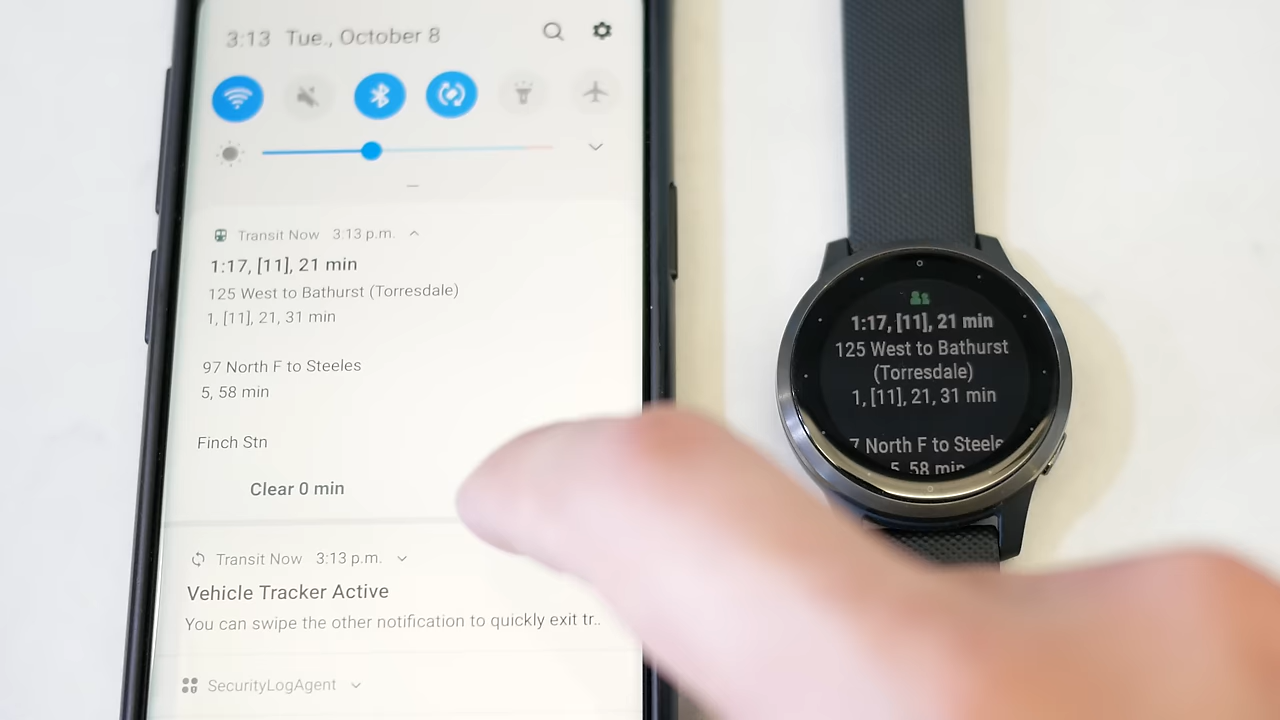 3:13 Tue., October 8
Transit Now 3:13 p.m.
1:17, [11], 21 min
125 West to Bathurst (Torresdale)
1, [11], 21, 31 min
97 North F to Steeles
5, 58 min
Finch Stn
Clear 0 min
Transit Now 3:13 p.m.
Vehicle Tracker Active
You can swipe the other notification to quickly exit tr..
SecurityLogAgent
1:17, [11], 21 min
125 West to Bathurst
(Torresdale)
1, [11], 21, 31 min
7 North F to Steele
5, 58 min